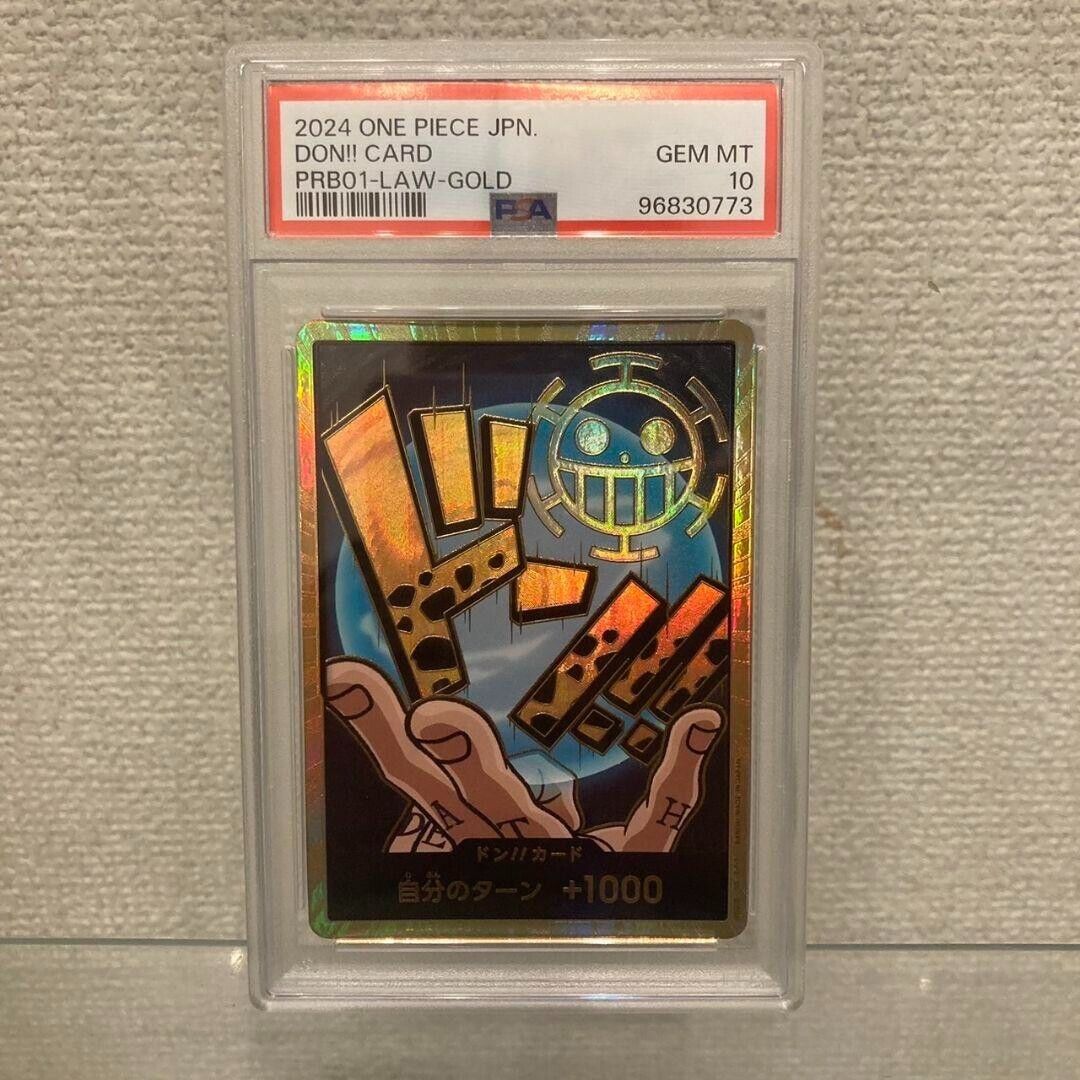 2024 ONE PIECE JPN.
DON!! CARD GEM MT
PRB01-LAW-GOLD 10
PSA 96830773
ドン!!
DEATH
ドン!!カード
自分のターン +1000